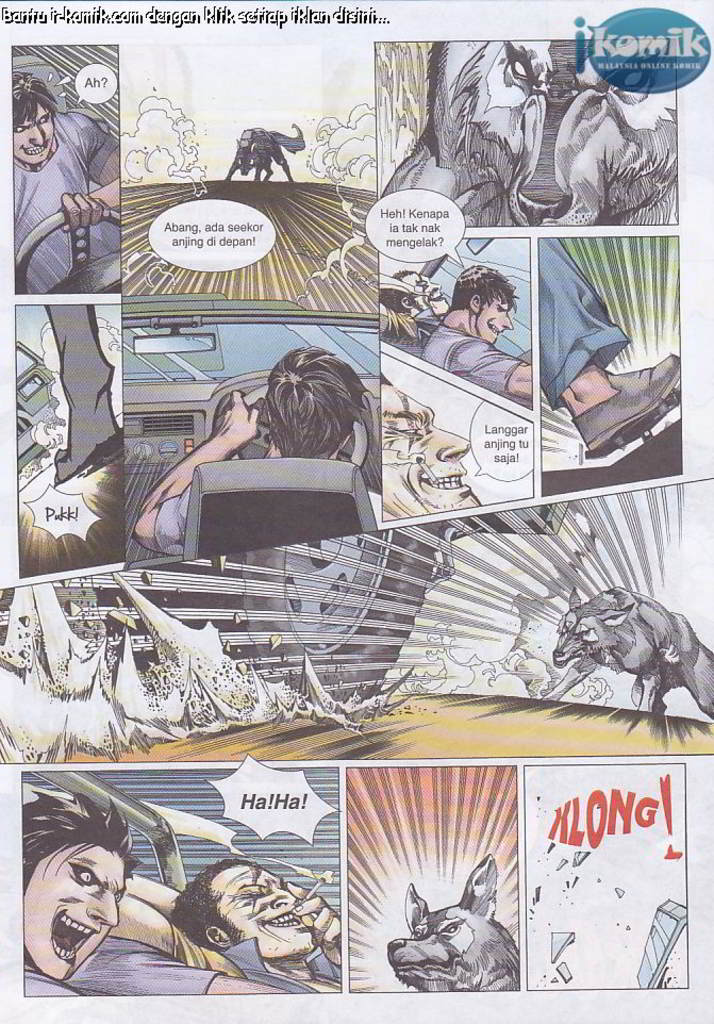 Bantu i-komik.com dengan klik setiap iklan disini...
ikomik
MALAYSIA ONLINE KOMIK
Ah?
Abang, ada seekor
anjing di depan!
Heh! Kenapa
ia tak nak
mengelak?
Pukk!
Langgar
anjing tu
saja!
Ha!Ha!
KLONG!